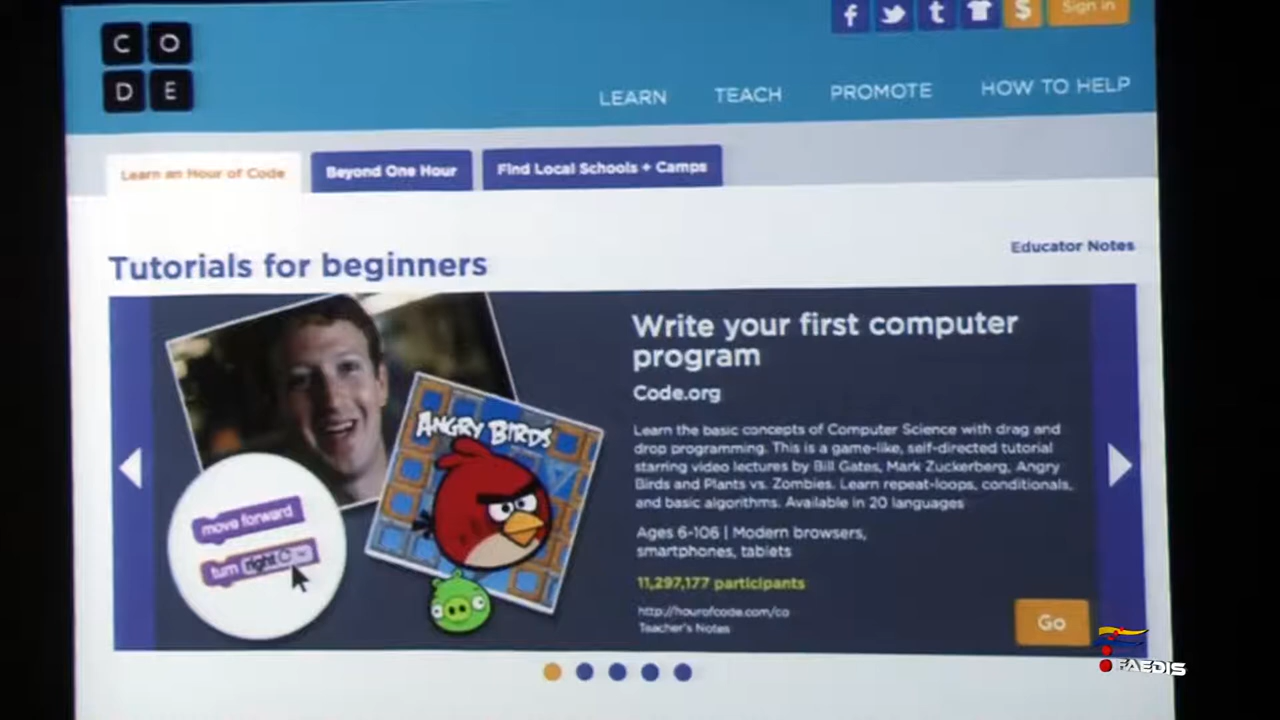 C O
D E
f t $ Sign in
LEARN TEACH PROMOTE HOW TO HELP
Learn an Hour of Code Beyond One Hour Find Local Schools + Camps
Educator Notes
Tutorials for beginners
Write your first computer
program
Code.org
Learn the basic concepts of Computer Science with drag and
drop programming. This is a game-like, self-directed tutorial
starring video lectures by Bill Gates, Mark Zuckerberg, Angry
Birds and Plants vs. Zombies. Learn repeat-loops, conditionals,
and basic algorithms. Available in 20 languages
Ages 6-106 | Modern browsers,
smartphones, tablets
11,297,177 participants
http://hourofcode.com/co
Teacher's Notes
Go
ANGRY BIRDS
move forward
turn right
FAEDIS